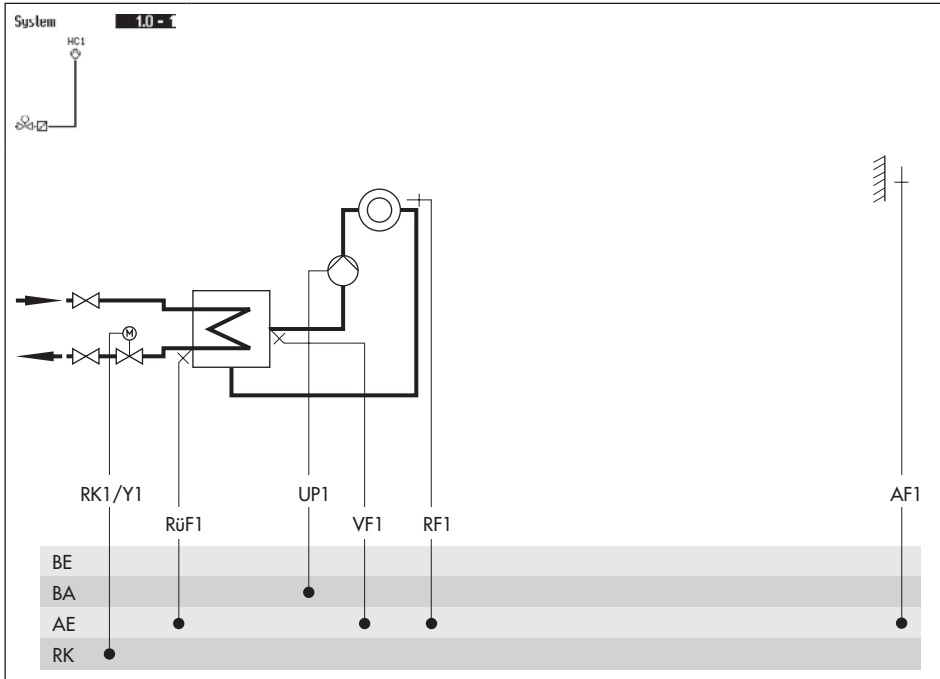 System 1.0 - 1
HC1
M
RK1/Y1 UP1 AF1
RüF1 VF1 RF1
BE
BA
AE
RK